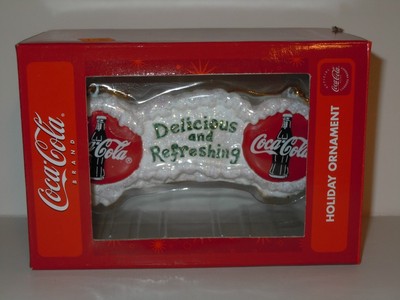 Coca-Cola
BRAND
Coca-Cola
Delicious
and
Refreshing
Coca-Cola
Coca-Cola
HOLIDAY ORNAMENT